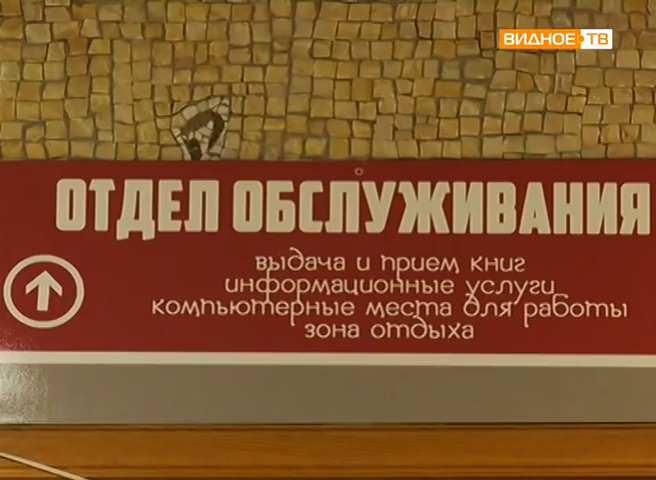 ВИДНОЕ ТВ
ОТДЕЛ ОБСЛУЖИВАНИЯ
выдача и прием книг
информационные услуги
компьютерные места для работы
зона отдыха